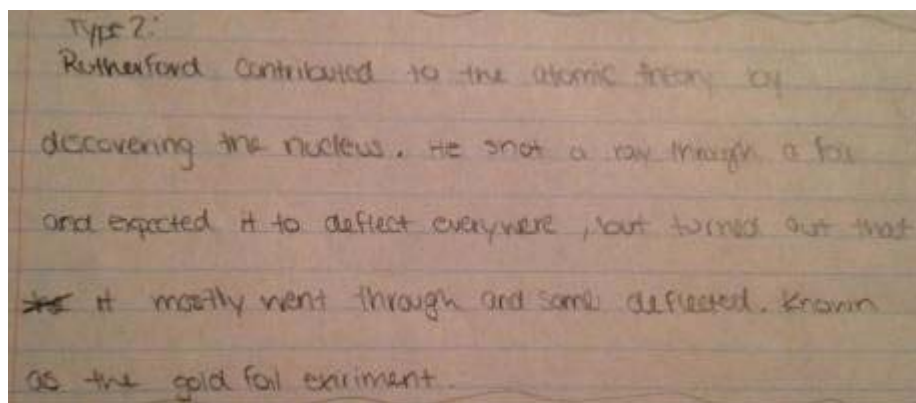 Type 2:
Rutherford contributed to the atomic theory by
discovering the nucleus. He shot a ray through a foil
and expected it to deflect everywere, but turned out that
it mostly went through and some deflected. Known
as the gold foil exriment.